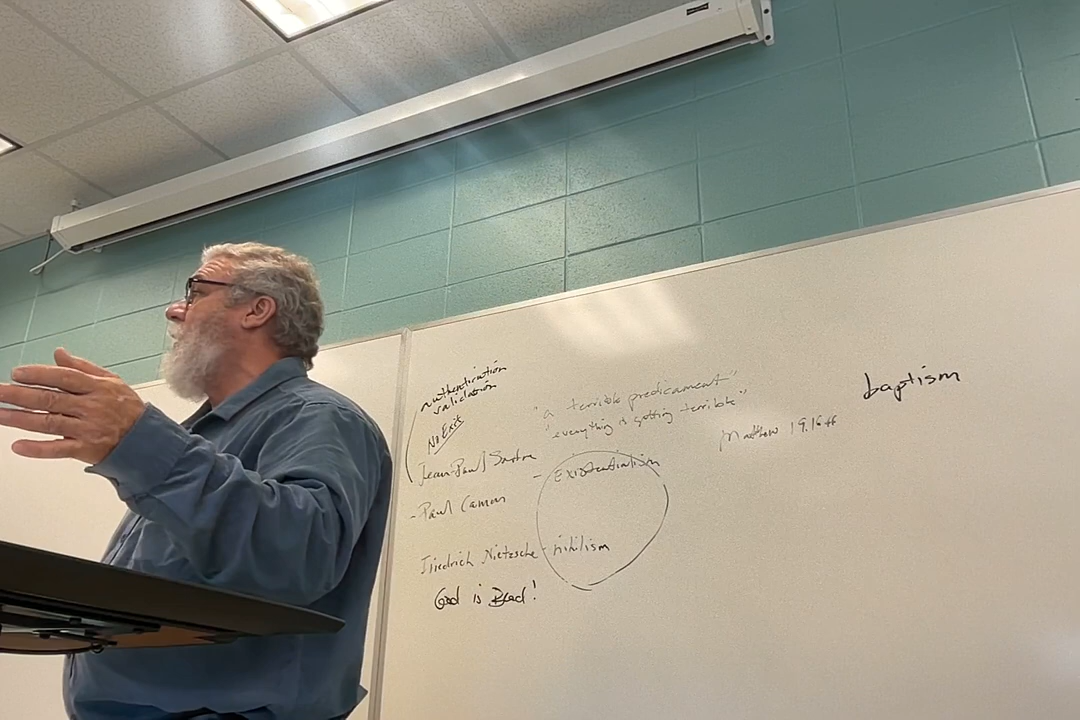 authentication
validation
No Exit
Jean-Paul Sartre - Existentialism
- Paul Camus
Friedrich Nietzsche - nihilism
God is Dead!
"a terrible predicament"
"everything is getting terrible"
Matthew 19.16ff
baptism